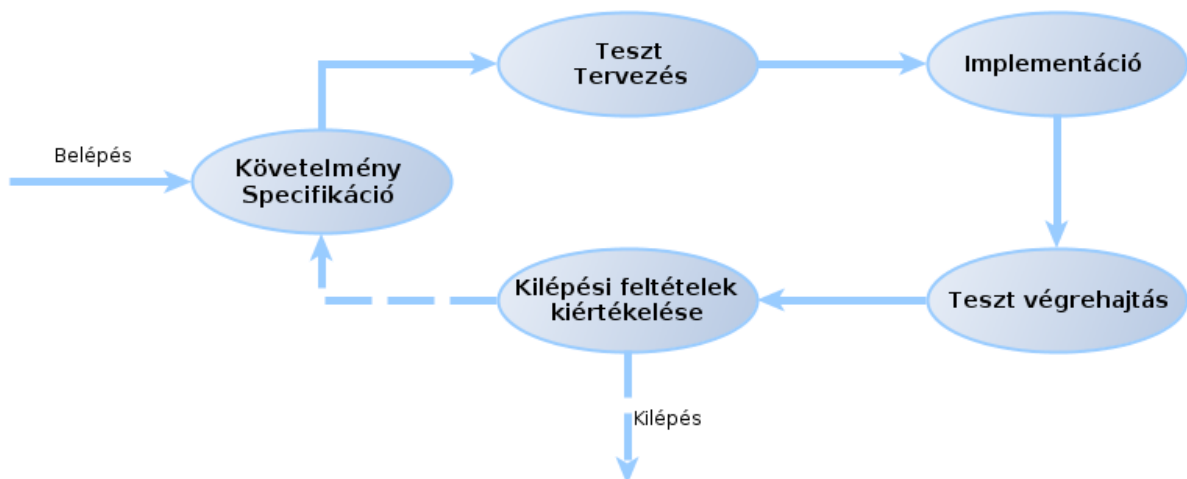 Teszt
Tervezés
Implementáció
Belépés
Követelmény
Specifikáció
Kilépési feltételek
kiértékelése
Teszt végrehajtás
Kilépés